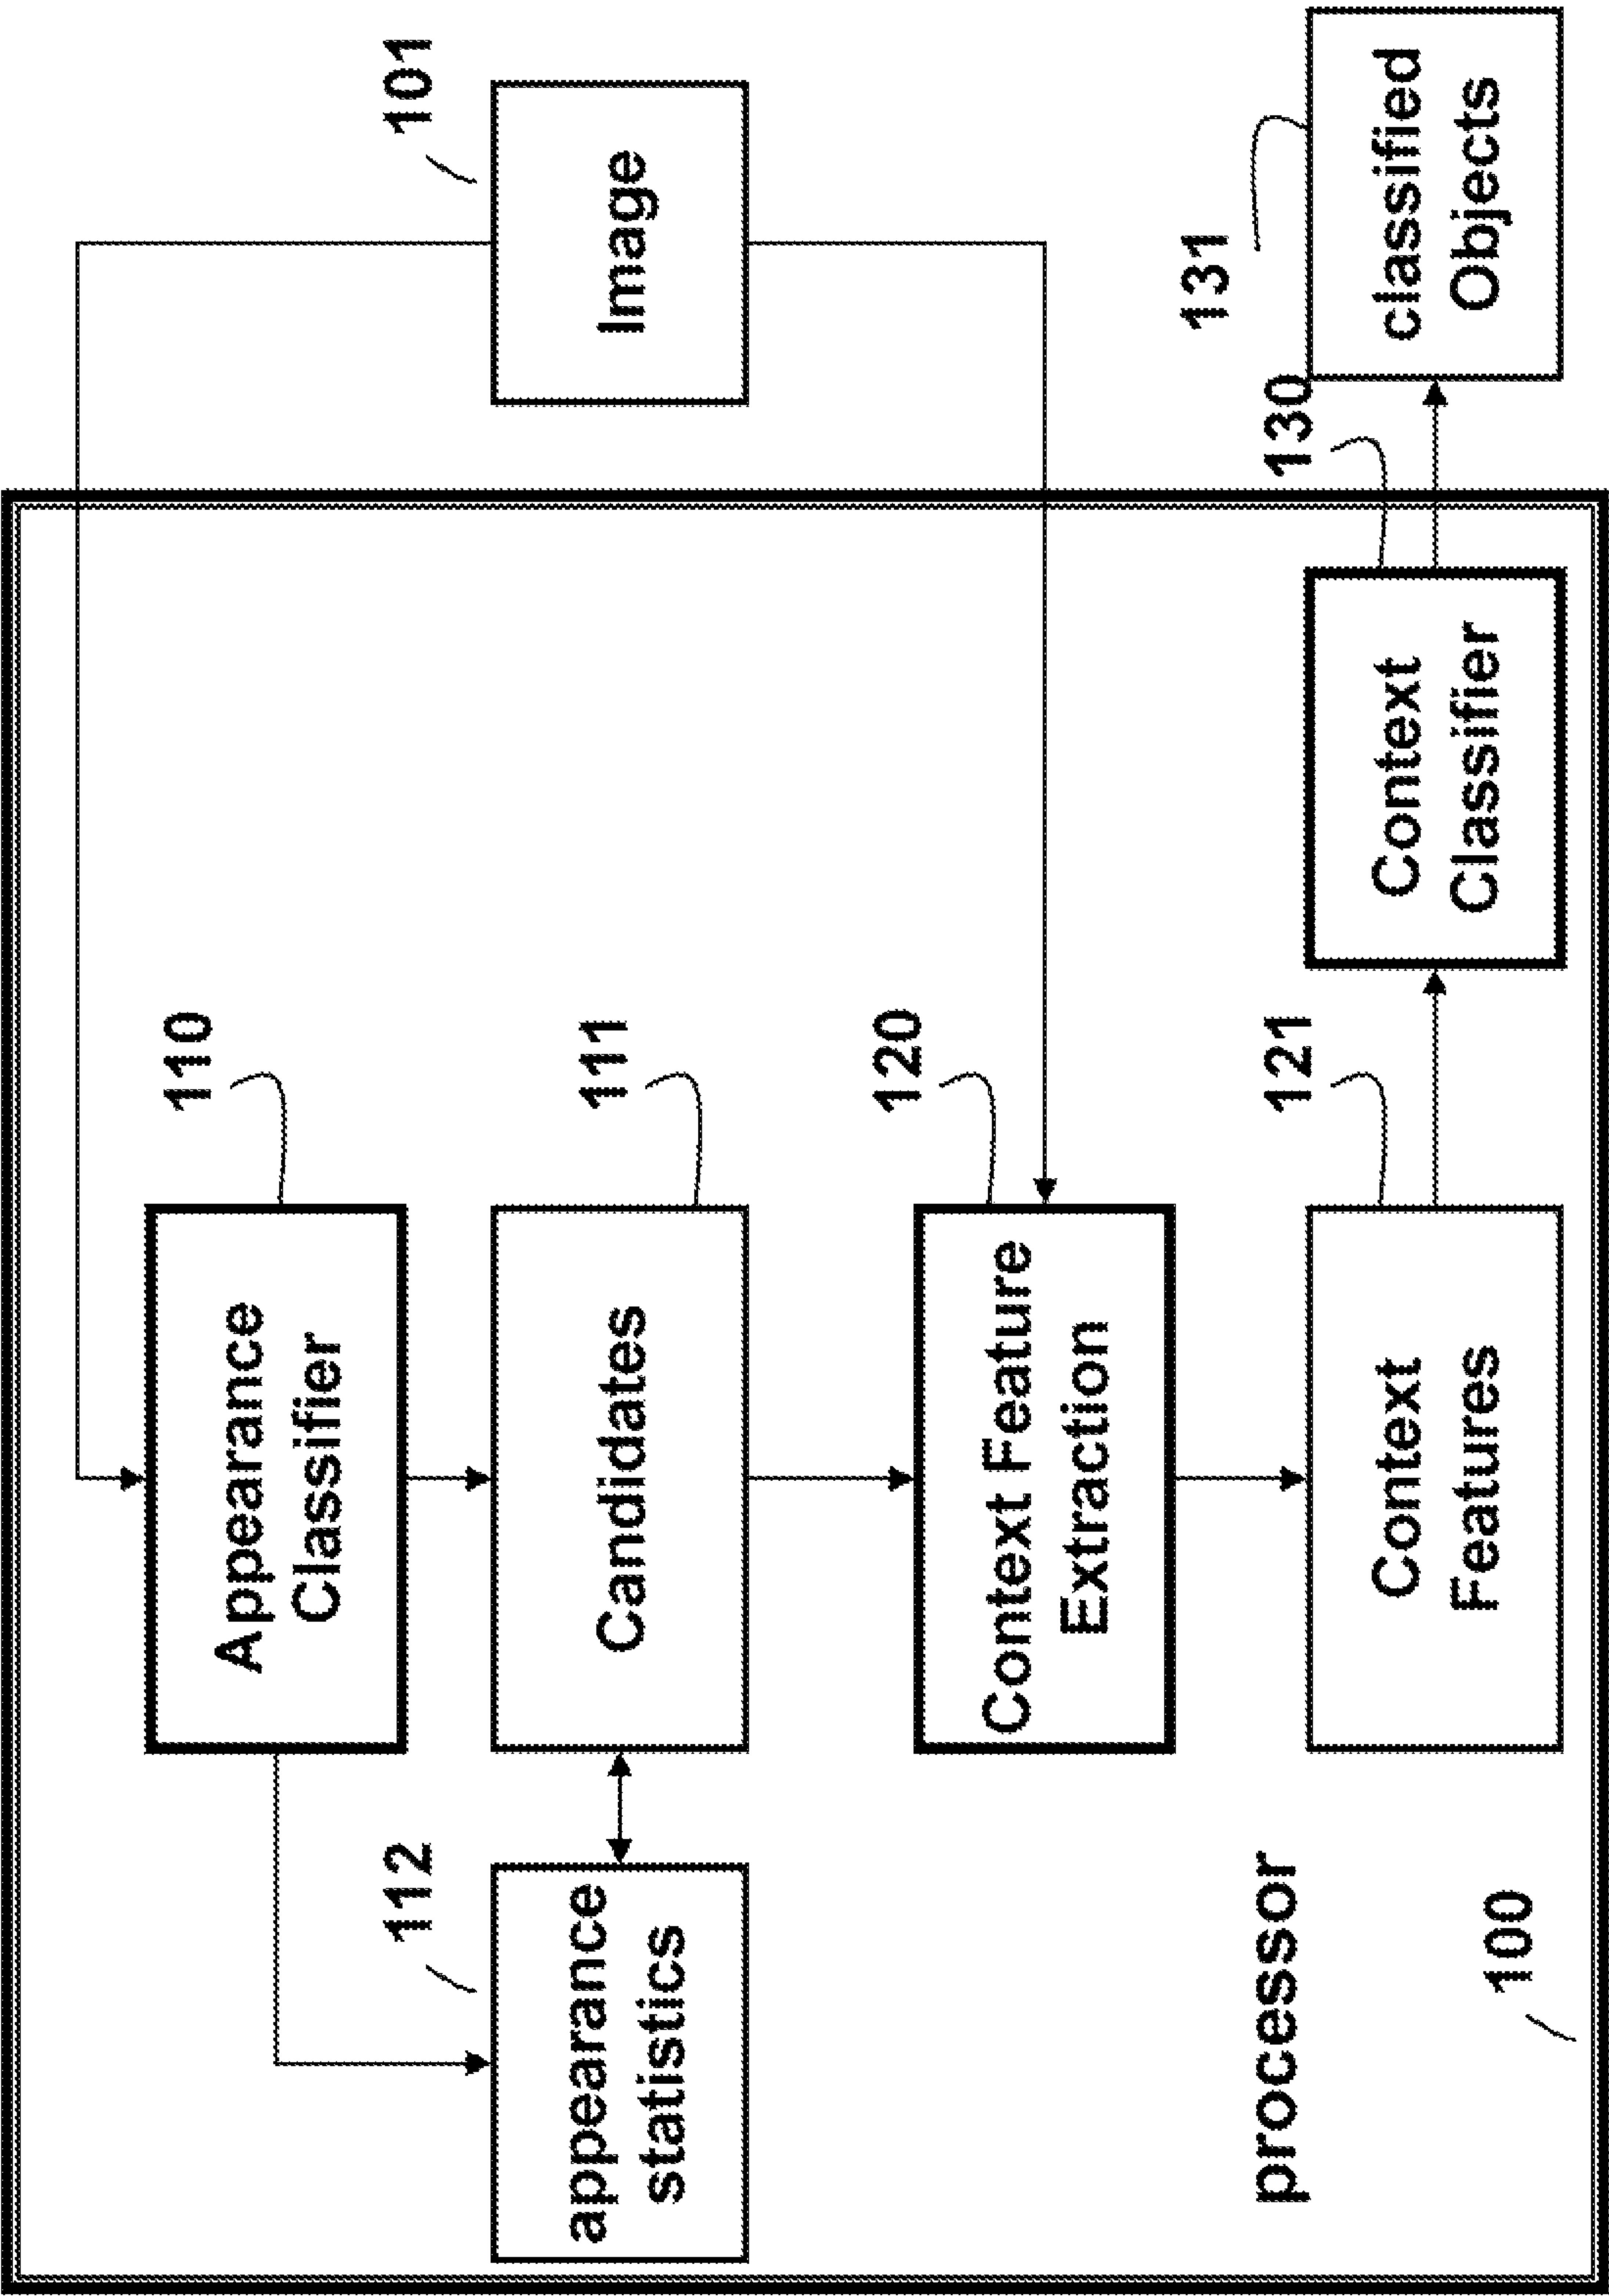 101
Image
110
Appearance
Classifier
112
appearance
statistics
111
Candidates
120
Context Feature
Extraction
121
Context
Features
130
Context
Classifier
131
classified
Objects
processor
100